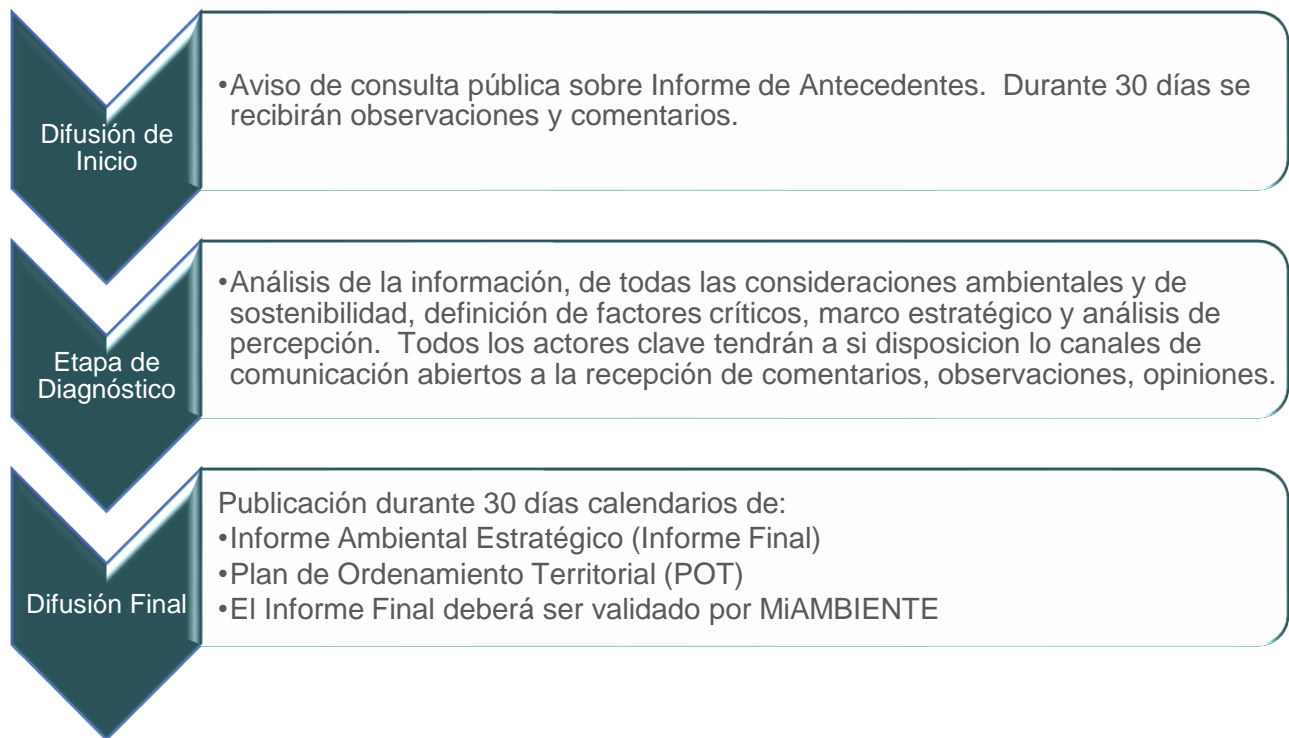 Difusión de
Inicio
•Aviso de consulta pública sobre Informe de Antecedentes. Durante 30 días se
recibirán observaciones y comentarios.
Etapa de
Diagnóstico
•Análisis de la información, de todas las consideraciones ambientales y de
sostenibilidad, definición de factores críticos, marco estratégico y análisis de
percepción. Todos los actores clave tendrán a si disposicion lo canales de
comunicación abiertos a la recepción de comentarios, observaciones, opiniones.
Difusión Final
Publicación durante 30 días calendarios de:
•Informe Ambiental Estratégico (Informe Final)
•Plan de Ordenamiento Territorial (POT)
•El Informe Final deberá ser validado por MiAMBIENTE